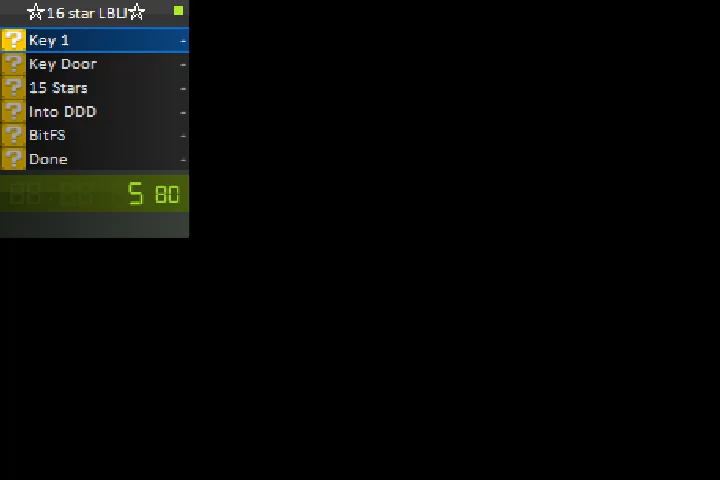 ☆16 star LBLJ☆
Key 1 -
Key Door -
15 Stars -
Into DDD -
BitFS -
Done -
5 80